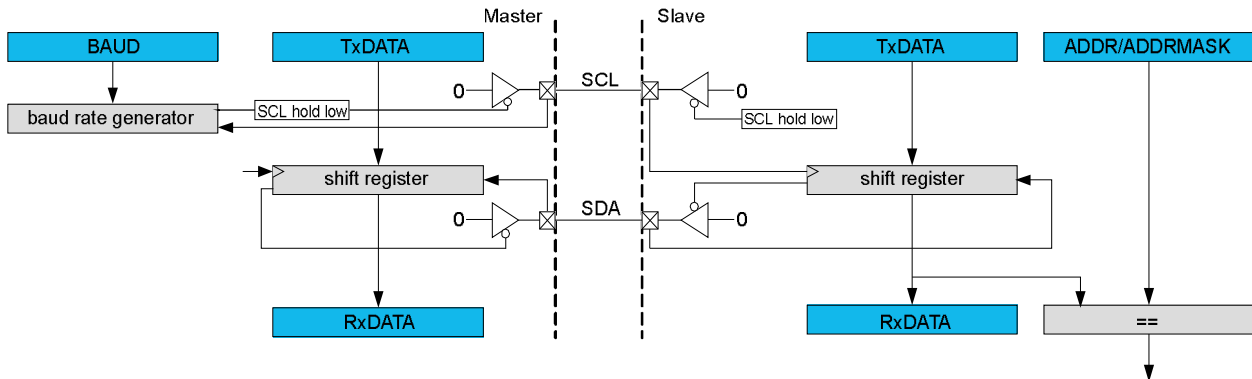 Master Slave
BAUD TxDATA TxDATA ADDR/ADDRMASK
SCL
0 0
baud rate generator SCL hold low SCL hold low
shift register shift register
SDA
0 0
RxDATA RxDATA ==